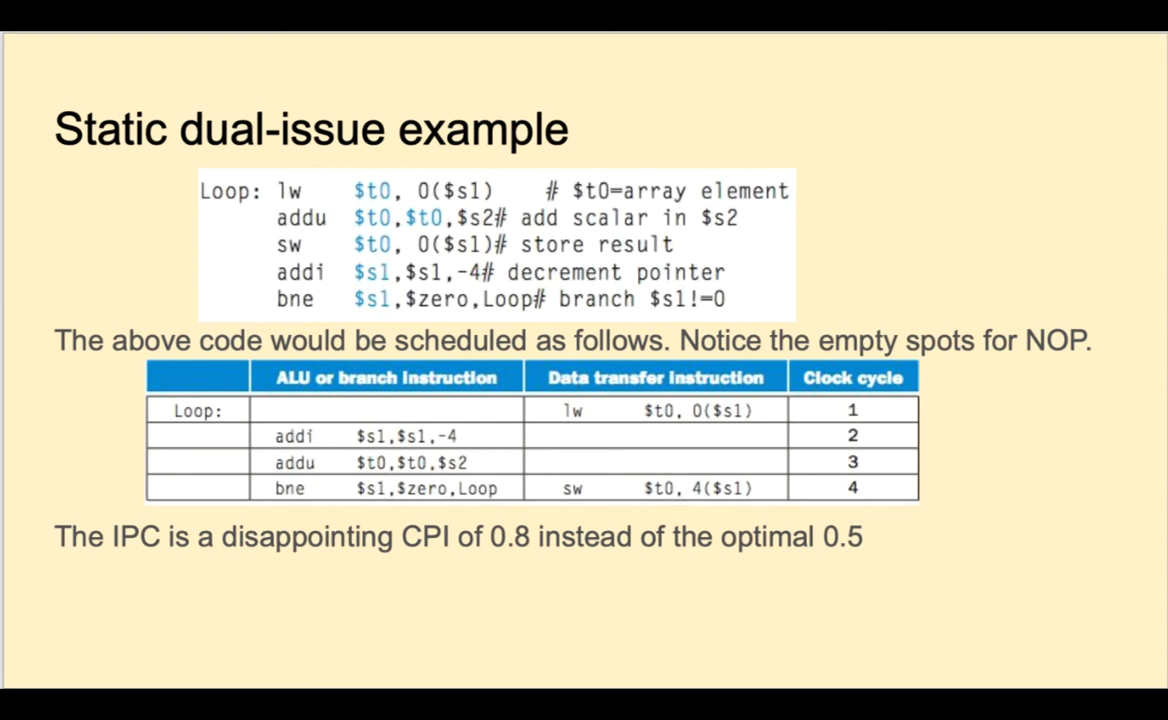 Static dual-issue example
Loop: lw $t0, 0($s1) # $t0=array element
addu $t0,$t0,$s2# add scalar in $s2
sw $t0, 0($s1)# store result
addi $s1,$s1,-4# decrement pointer
bne $s1,$zero,Loop# branch $s1!=0
The above code would be scheduled as follows. Notice the empty spots for NOP.
ALU or branch instruction Data transfer instruction Clock cycle
Loop: lw $t0, 0($s1) 1
addi $s1,$s1,-4 2
addu $t0,$t0,$s2 3
bne $s1,$zero,Loop sw $t0, 4($s1) 4
The IPC is a disappointing CPI of 0.8 instead of the optimal 0.5